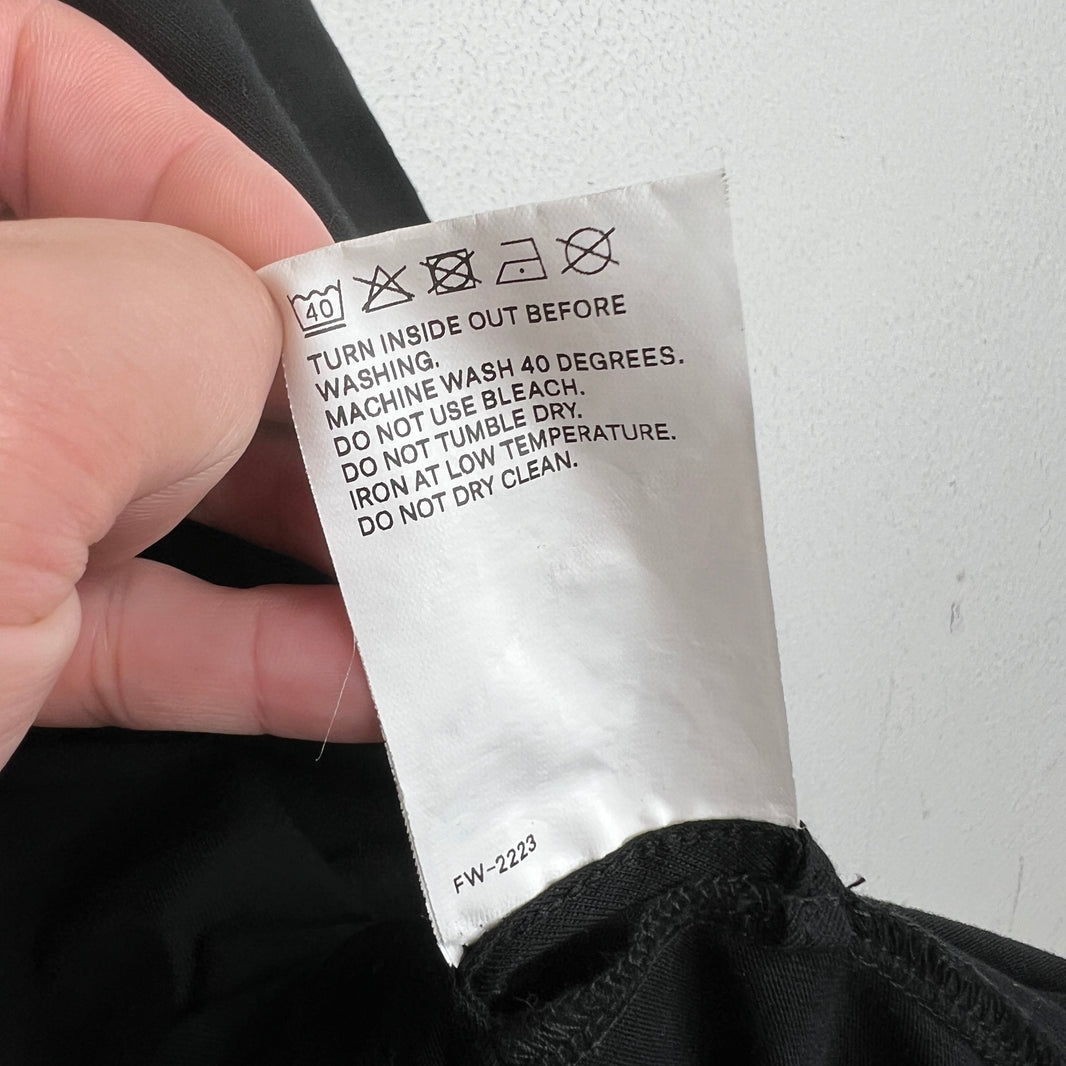 40
TURN INSIDE OUT BEFORE
WASHING.
MACHINE WASH 40 DEGREES.
DO NOT USE BLEACH.
DO NOT TUMBLE DRY.
IRON AT LOW TEMPERATURE.
DO NOT DRY CLEAN.
FW-2223